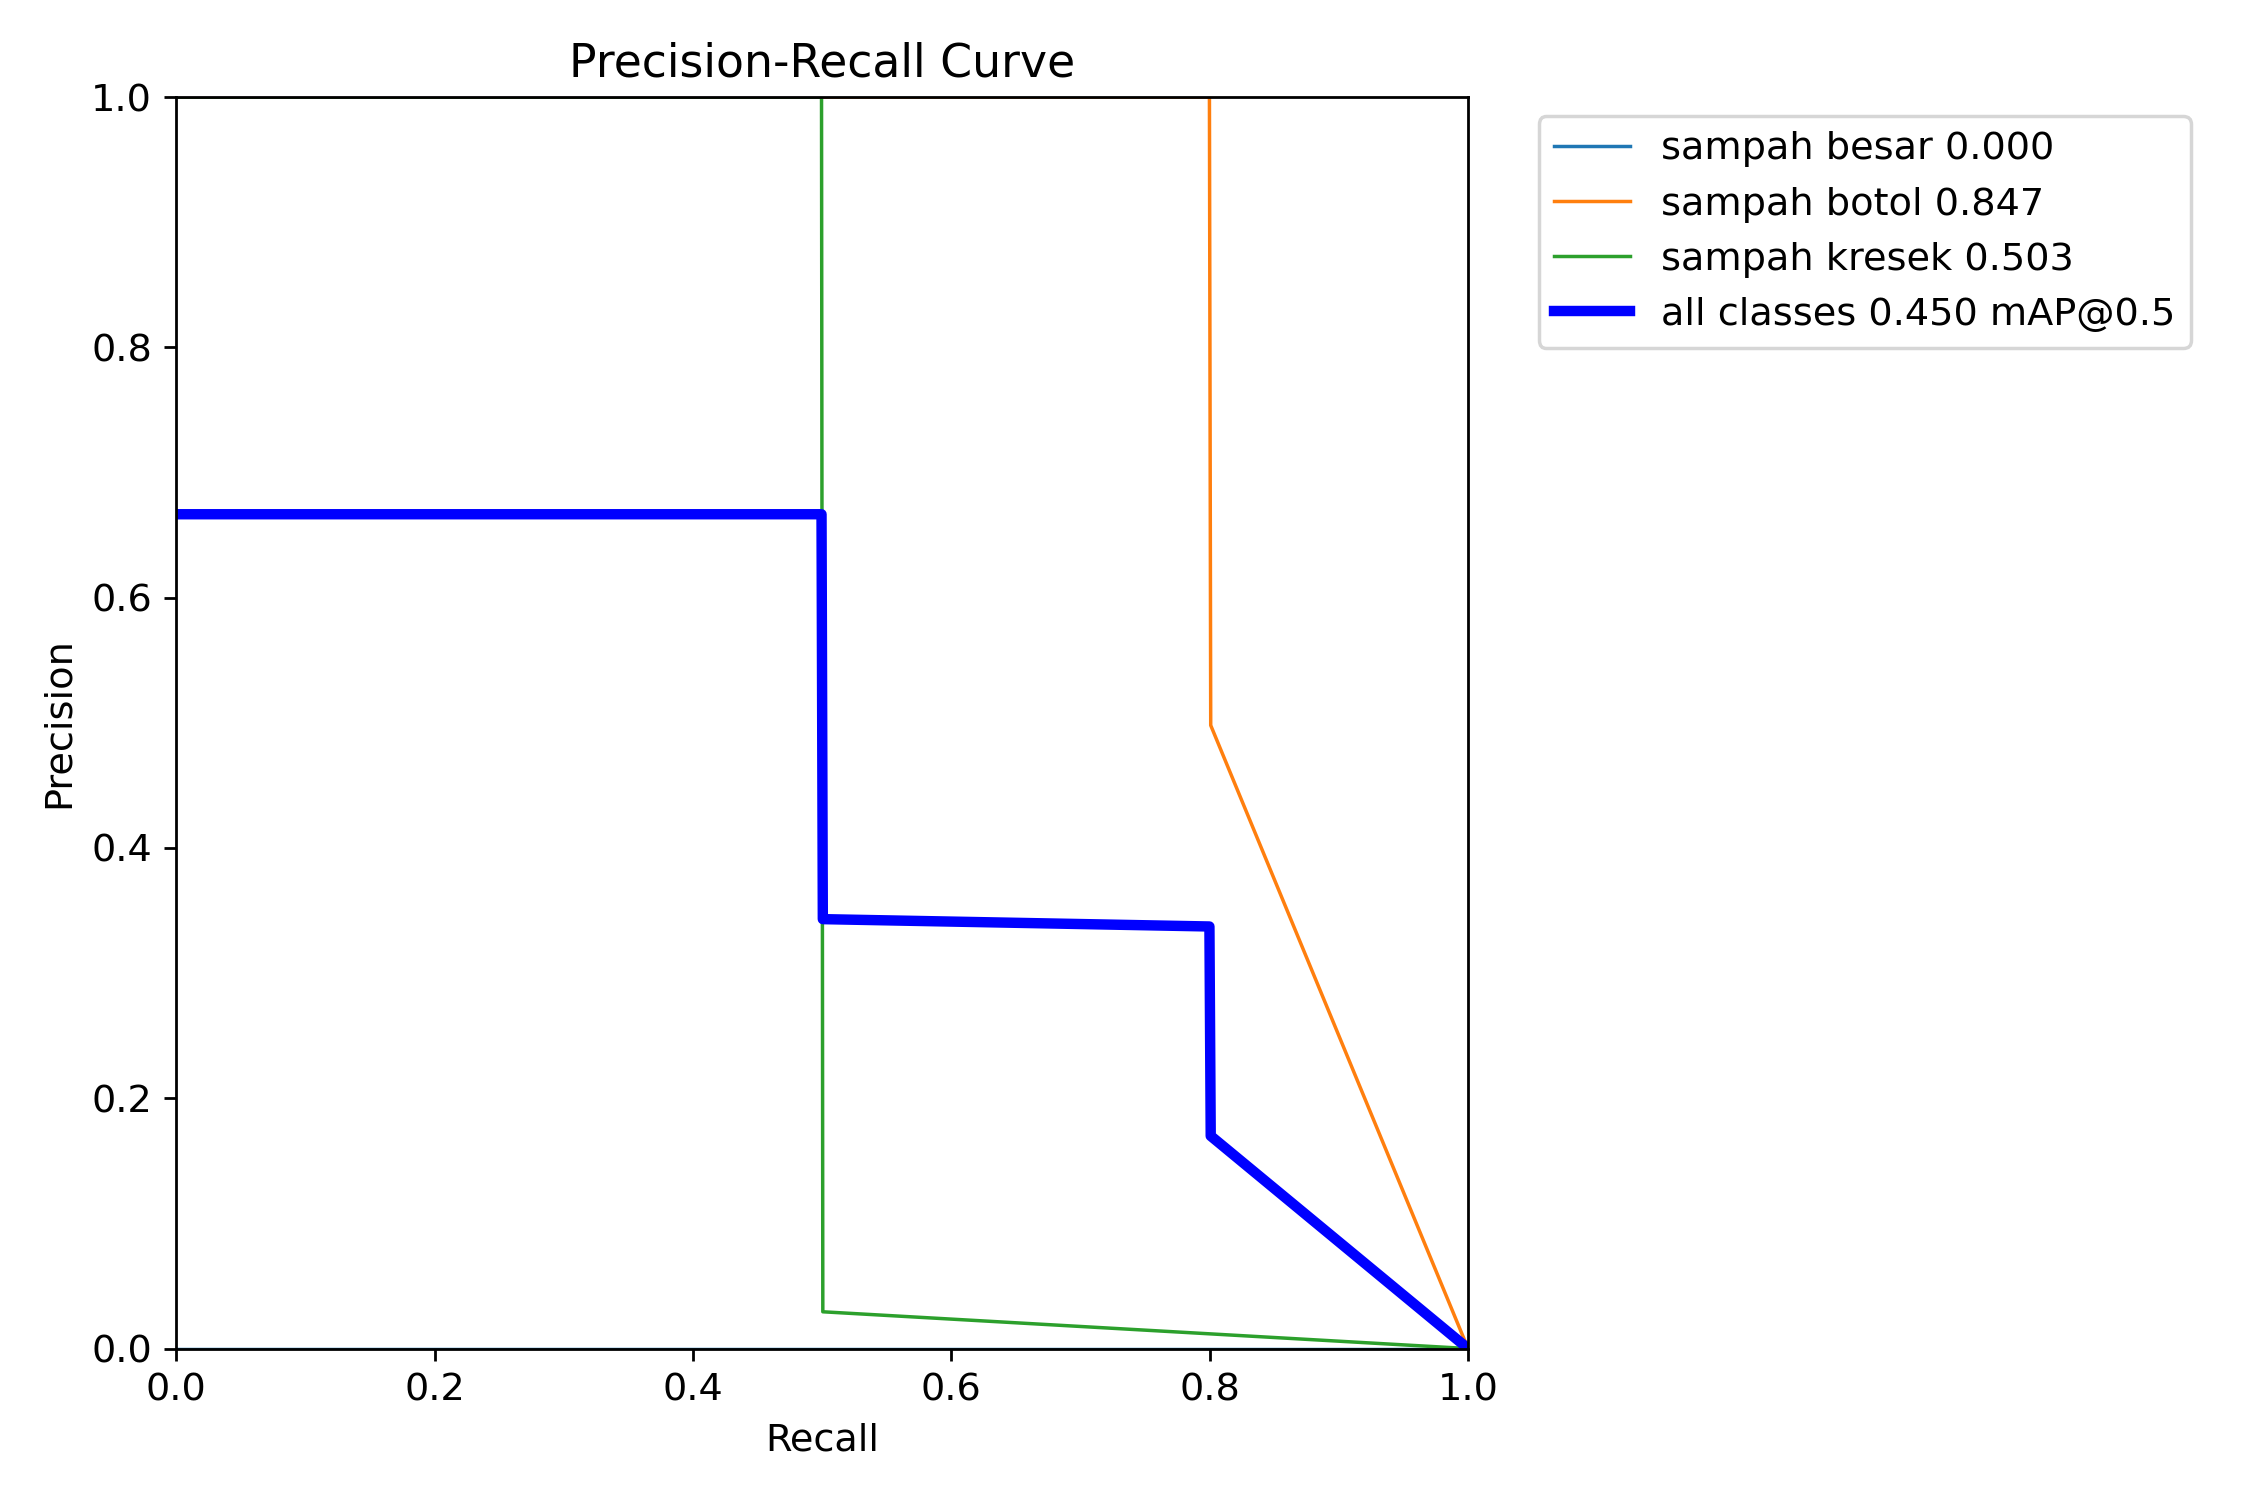 Precision-Recall Curve
1.0
0.8
0.6
0.4
0.2
0.0
Precision
0.0 0.2 0.4 0.6 0.8 1.0
Recall
sampah besar 0.000
sampah botol 0.847
sampah kresek 0.503
all classes 0.450 mAP@0.5